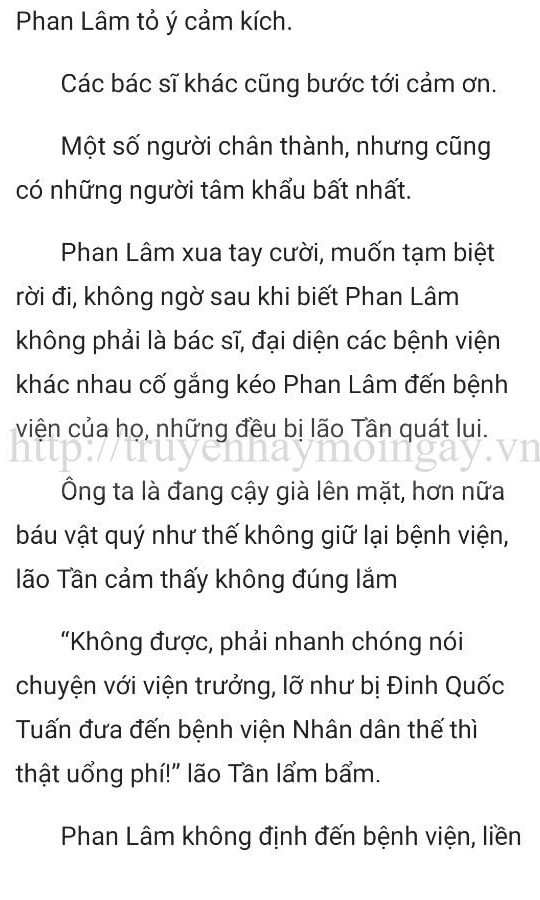 Phan Lâm tỏ ý cảm kích.
Các bác sĩ khác cũng bước tới cảm ơn.
Một số người chân thành, nhưng cũng
có những người tâm khẩu bất nhất.
Phan Lâm xua tay cười, muốn tạm biệt
rời đi, không ngờ sau khi biết Phan Lâm
không phải là bác sĩ, đại diện các bệnh viện
khác nhau cố gắng kéo Phan Lâm đến bệnh
viện của họ, những đều bị lão Tần quát lui.
http://truyenhaymoingay.vn
Ông ta là đang cậy già lên mặt, hơn nữa
báu vật quý như thế không giữ lại bệnh viện,
lão Tần cảm thấy không đúng lắm
“Không được, phải nhanh chóng nói
chuyện với viện trưởng, lỡ như bị Đinh Quốc
Tuấn đưa đến bệnh viện Nhân dân thế thì
thật uổng phí!” lão Tần lẩm bẩm.
Phan Lâm không định đến bệnh viện, liền